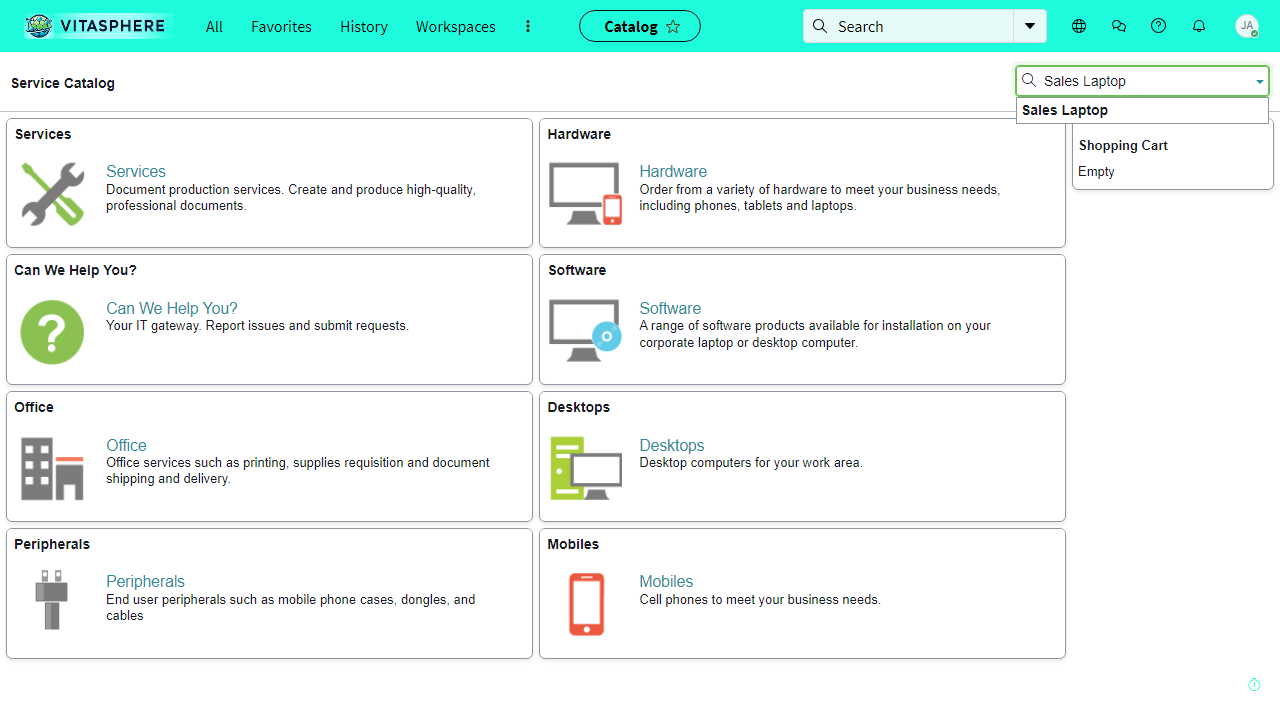 VITASPHERE
All
Favorites
History
Workspaces
Catalog
Search
JA
Service Catalog
Sales Laptop
Sales Laptop
Services
Services
Document production services. Create and produce high-quality,
professional documents.
Hardware
Hardware
Order from a variety of hardware to meet your business needs,
including phones, tablets and laptops.
Shopping Cart
Empty
Can We Help You?
Can We Help You?
Your IT gateway. Report issues and submit requests.
Software
Software
A range of software products available for installation on your
corporate laptop or desktop computer.
Office
Office
Office services such as printing, supplies requisition and document
shipping and delivery.
Desktops
Desktops
Desktop computers for your work area.
Peripherals
Peripherals
End user peripherals such as mobile phone cases, dongles, and
cables
Mobiles
Mobiles
Cell phones to meet your business needs.